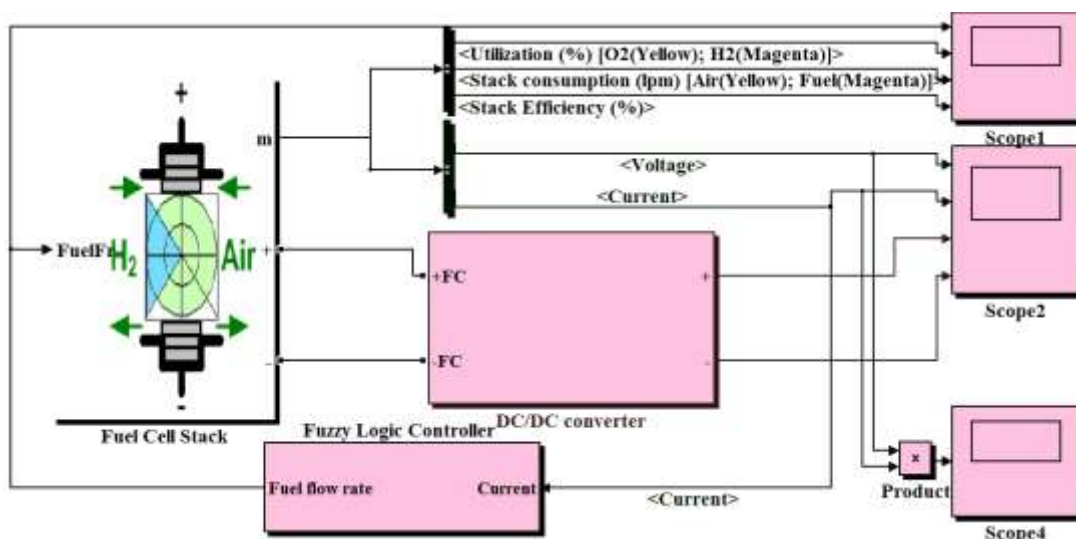 <Utilization (%) [O2(Yellow); H2(Magenta)]>
<Stack consumption (lpm) [Air(Yellow); Fuel(Magenta)]>
<Stack Efficiency (%)>
Scope1
+
m
<Voltage>
<Current>
FuelFr
H2
Air
+
+FC
+
Scope2
-
-FC
-
-
Fuel Cell Stack
DC/DC converter
Fuzzy Logic Controller
Fuel flow rate
Current
<Current>
×
Product
Scope4